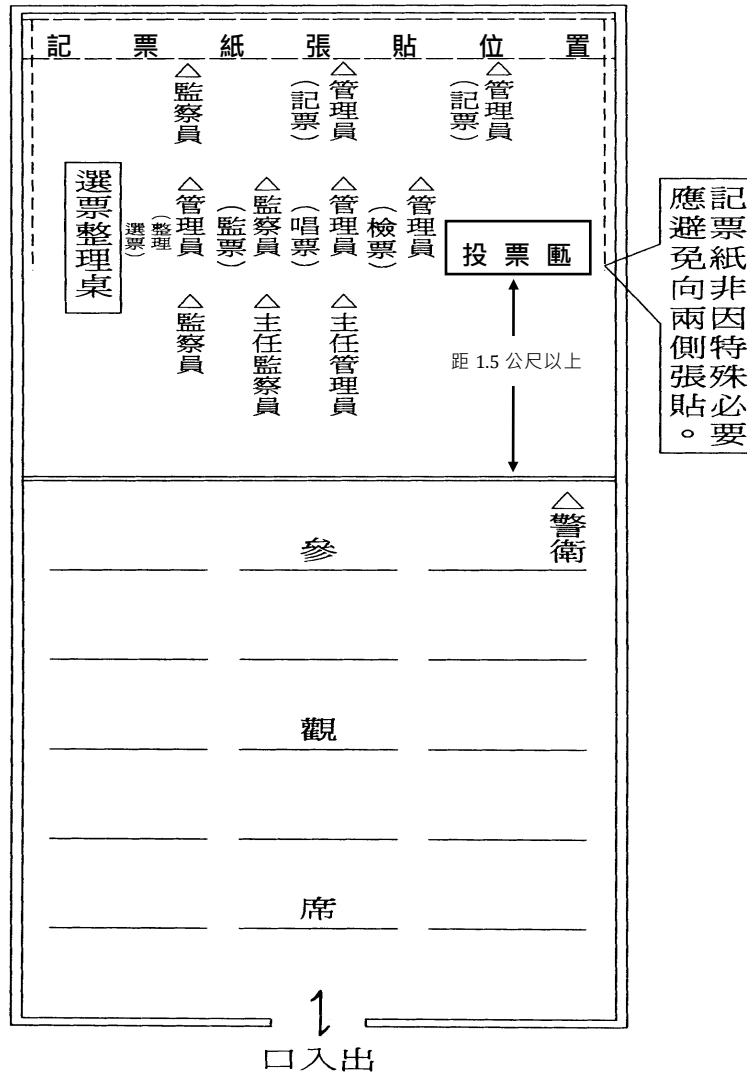 記票紙張貼位置
△監察員
△管理員
(記票)
△管理員
(記票)
選票整理桌
△管理員
(整理
選票)
△監察員
(監票)
△管理員
(唱票)
△管理員
(檢票)
投票匭
△監察員
△主任監察員
△主任管理員
距 1.5 公尺以上
記票紙非因特殊必要
應避免向兩側張貼。
△警衛
參
觀
席
口入出